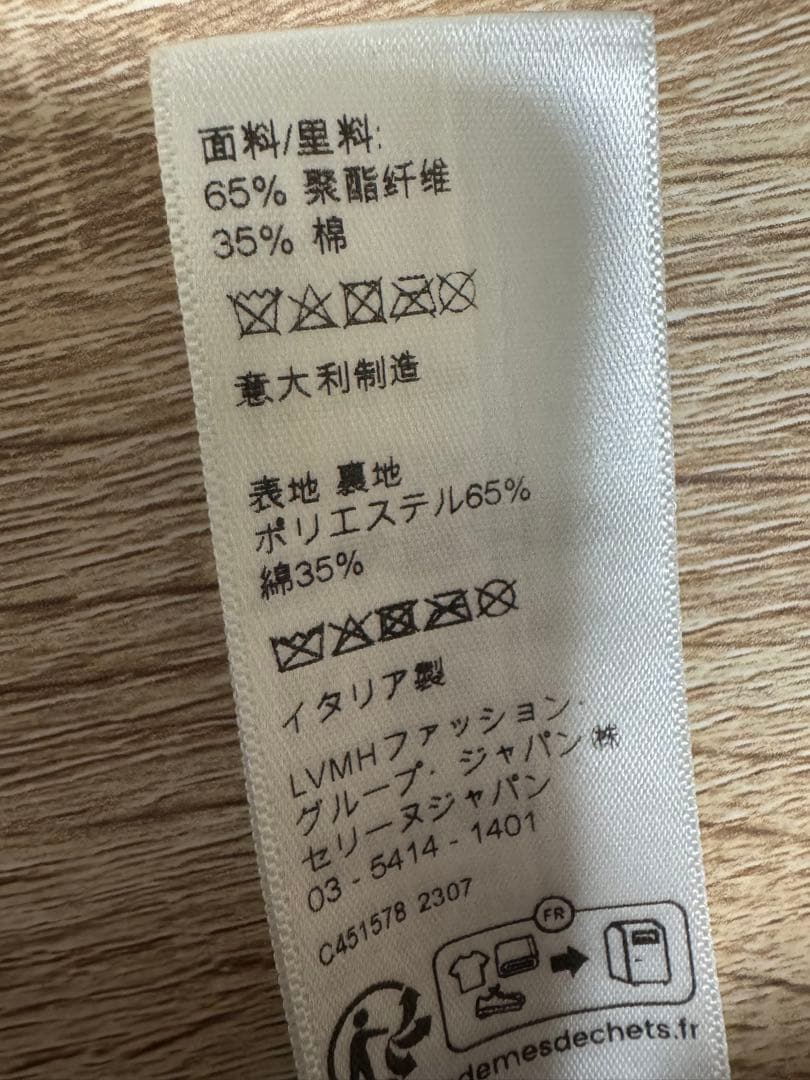 面料/里料:
65% 聚酯纤维
35% 棉
意大利制造
表地 裏地
ポリエステル65%
綿35%
イタリア製
LVMHファッション・
グループ・ジャパン㈱
セリーヌジャパン
03-5414-1401
C451578 2307
FR
demesdechets.fr